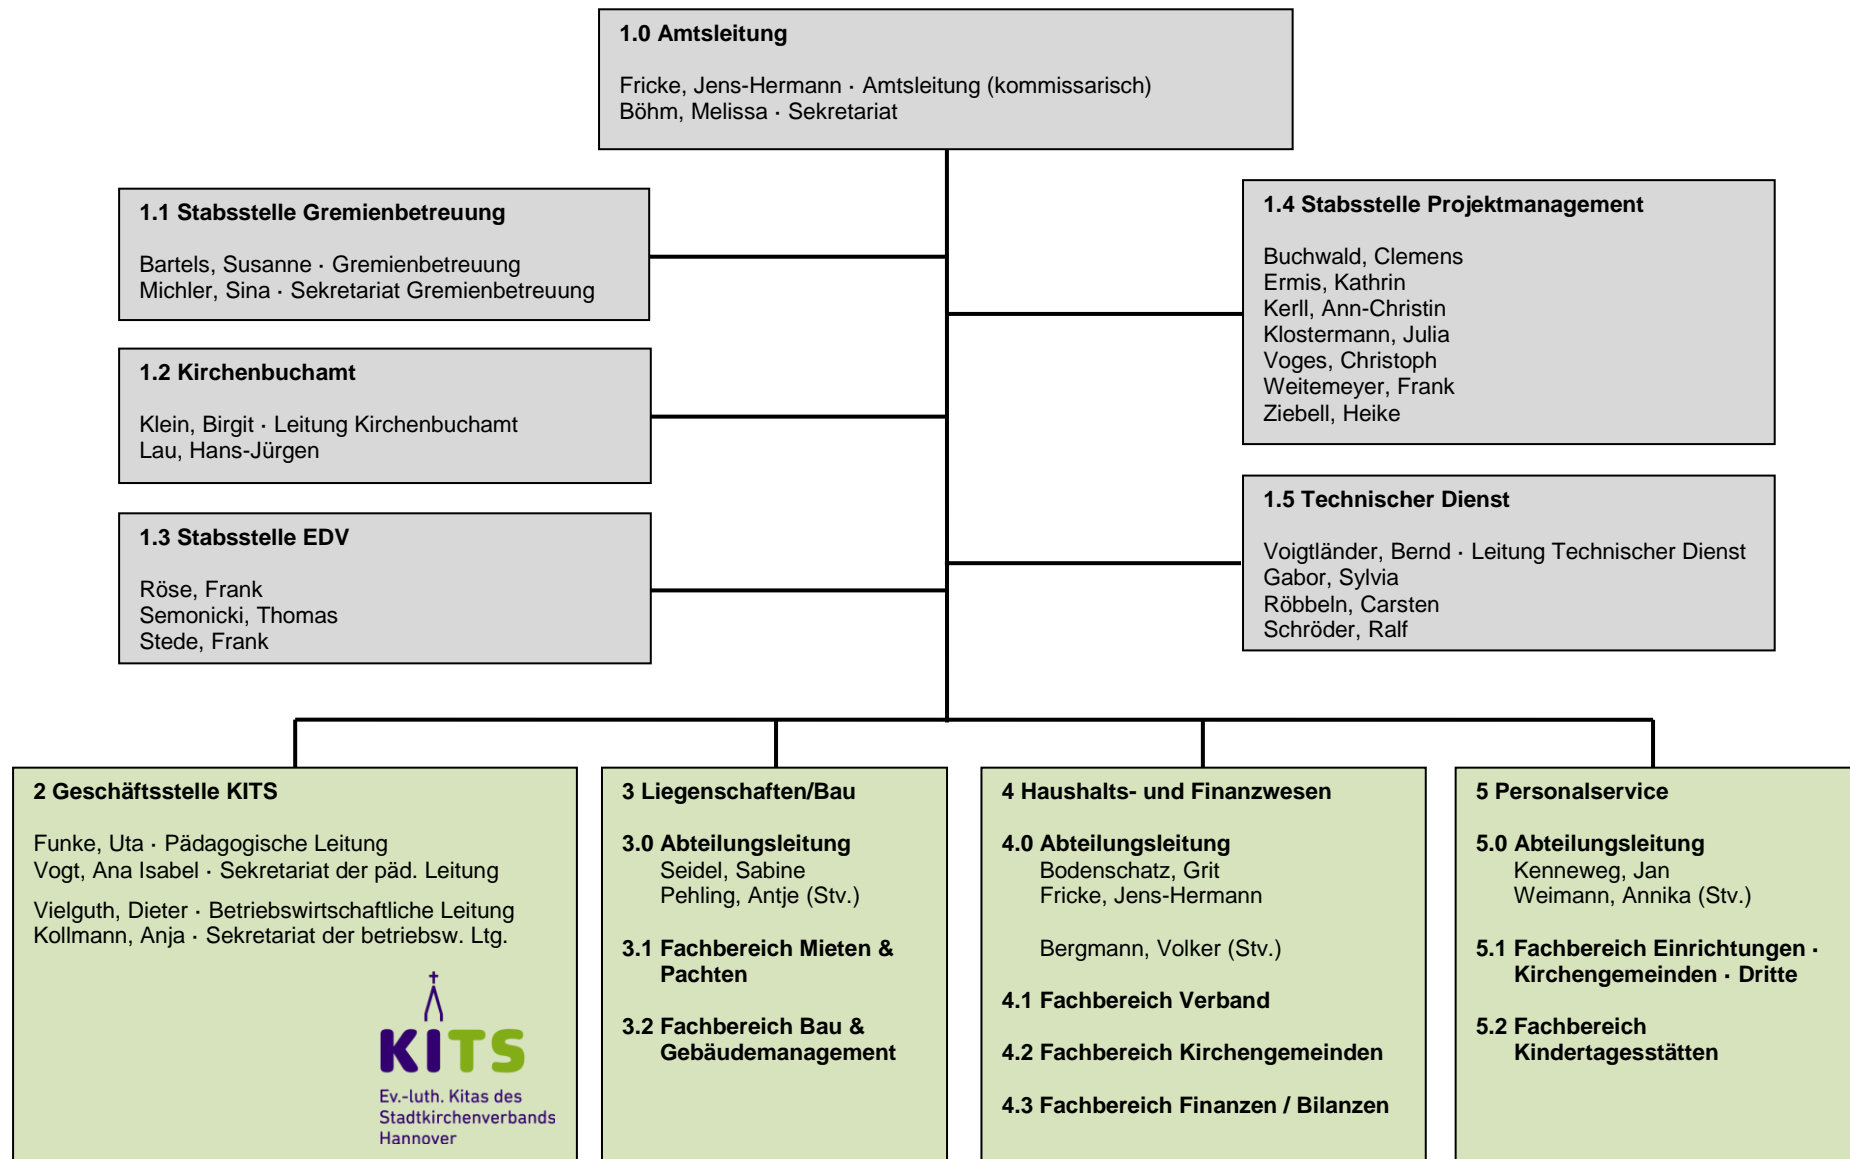 1.0 Amtsleitung
Fricke, Jens-Hermann · Amtsleitung (kommissarisch)
Böhm, Melissa · Sekretariat
1.1 Stabsstelle Gremienbetreuung
Bartels, Susanne · Gremienbetreuung
Michler, Sina · Sekretariat Gremienbetreuung
1.2 Kirchenbuchamt
Klein, Birgit · Leitung Kirchenbuchamt
Lau, Hans-Jürgen
1.3 Stabsstelle EDV
Röse, Frank
Semonicki, Thomas
Stede, Frank
1.4 Stabsstelle Projektmanagement
Buchwald, Clemens
Ermis, Kathrin
Kerll, Ann-Christin
Klostermann, Julia
Voges, Christoph
Weitemeyer, Frank
Ziebell, Heike
1.5 Technischer Dienst
Voigtländer, Bernd · Leitung Technischer Dienst
Gabor, Sylvia
Röbbeln, Carsten
Schröder, Ralf
2 Geschäftsstelle KITS
Funke, Uta · Pädagogische Leitung
Vogt, Ana Isabel · Sekretariat der päd. Leitung
Vielguth, Dieter · Betriebswirtschaftliche Leitung
Kollmann, Anja · Sekretariat der betriebsw. Ltg.
KITS
Ev.-luth. Kitas des
Stadtkirchenverbands
Hannover
3 Liegenschaften/Bau
3.0 Abteilungsleitung
Seidel, Sabine
Pehling, Antje (Stv.)
3.1 Fachbereich Mieten &
Pachten
3.2 Fachbereich Bau &
Gebäudemanagement
4 Haushalts- und Finanzwesen
4.0 Abteilungsleitung
Bodenschatz, Grit
Fricke, Jens-Hermann
Bergmann, Volker (Stv.)
4.1 Fachbereich Verband
4.2 Fachbereich Kirchengemeinden
4.3 Fachbereich Finanzen / Bilanzen
5 Personalservice
5.0 Abteilungsleitung
Kenneweg, Jan
Weimann, Annika (Stv.)
5.1 Fachbereich Einrichtungen ·
Kirchengemeinden · Dritte
5.2 Fachbereich
Kindertagesstätten